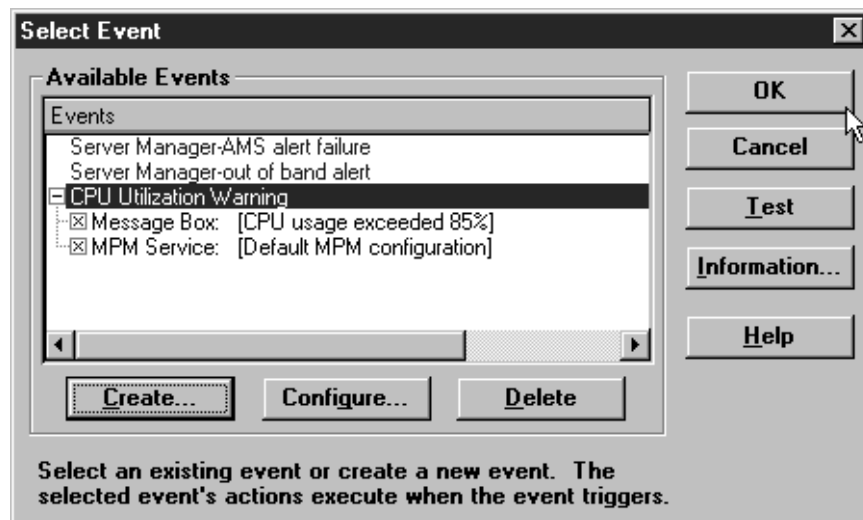 Select Event
Available Events
Events
Server Manager-AMS alert failure
Server Manager-out of band alert
CPU Utilization Warning
Message Box: [CPU usage exceeded 85%]
MPM Service: [Default MPM configuration]
Create...
Configure...
Delete
OK
Cancel
Test
Information...
Help
Select an existing event or create a new event. The
selected event's actions execute when the event triggers.